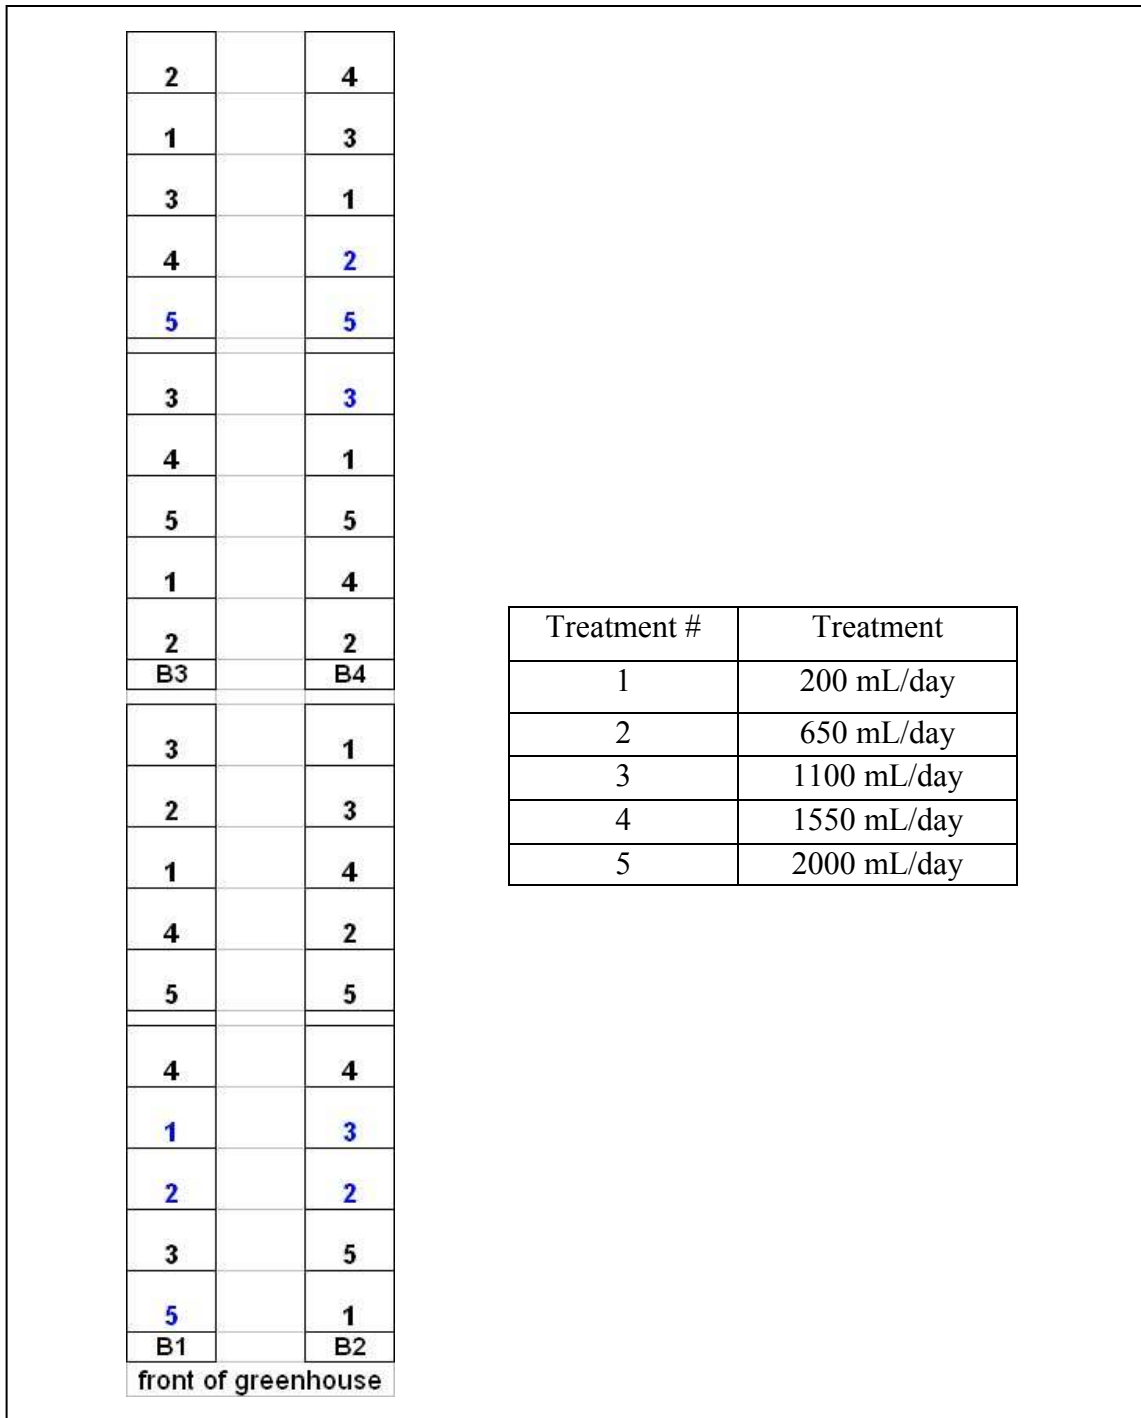 2 4
1 3
3 1
4 2
5 5
3 3
4 1
5 5
1 4
2 2
B3 B4
3 1
2 3
1 4
4 2
5 5
4 4
1 3
2 2
3 5
5 1
B1 B2
front of greenhouse
Treatment # Treatment
1 200 mL/day
2 650 mL/day
3 1100 mL/day
4 1550 mL/day
5 2000 mL/day